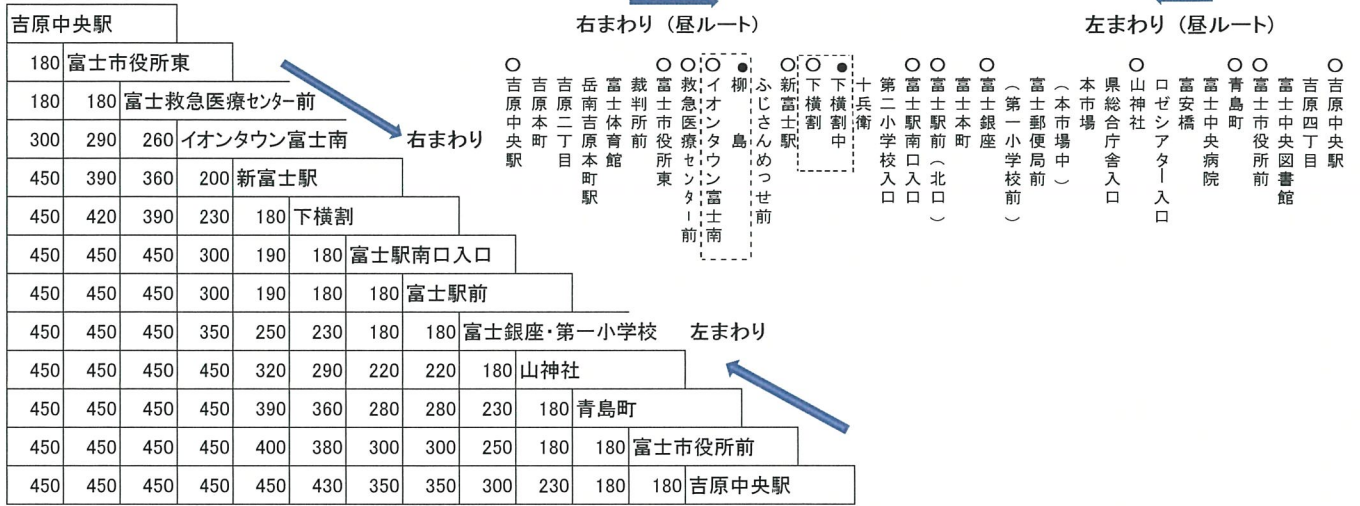 吉原中央駅
180 富士市役所東
180 180 富士救急医療センター前
300 290 260 イオンタウン富士南 右まわり
450 390 360 200 新富士駅
450 420 390 230 180 下横割
450 450 450 300 190 180 富士駅南口入口
450 450 450 300 190 180 180 富士駅前
450 450 450 350 250 230 180 180 富士銀座・第一小学校 左まわり
450 450 450 450 320 290 220 220 180 山神社
450 450 450 450 390 360 280 280 230 180 青島町
450 450 450 450 400 380 300 300 250 180 180 富士市役所前
450 450 450 450 450 430 350 350 300 230 180 180 吉原中央駅
右まわり（昼ルート）
左まわり（昼ルート）
○吉原中央駅
吉原本町
吉原二丁目
岳南吉原本町駅
富士体育館
裁判所前
○富士市役所東
○救急医療センター前
○イオンタウン富士南
●柳島
ふじさんめっせ前
○新富士駅
○下横割
●下横割中
十兵衛
第二小学校入口
○富士駅南口入口
○富士駅前（北口）
富士本町
○富士銀座
（第一小学校前）
富士郵便局前
（本市場中）
本市場
県総合庁舎入口
○山神社
ロゼシアター入口
富安橋
富士中央病院
○青島町
○富士市役所前
富士中央図書館
吉原四丁目
○吉原中央駅